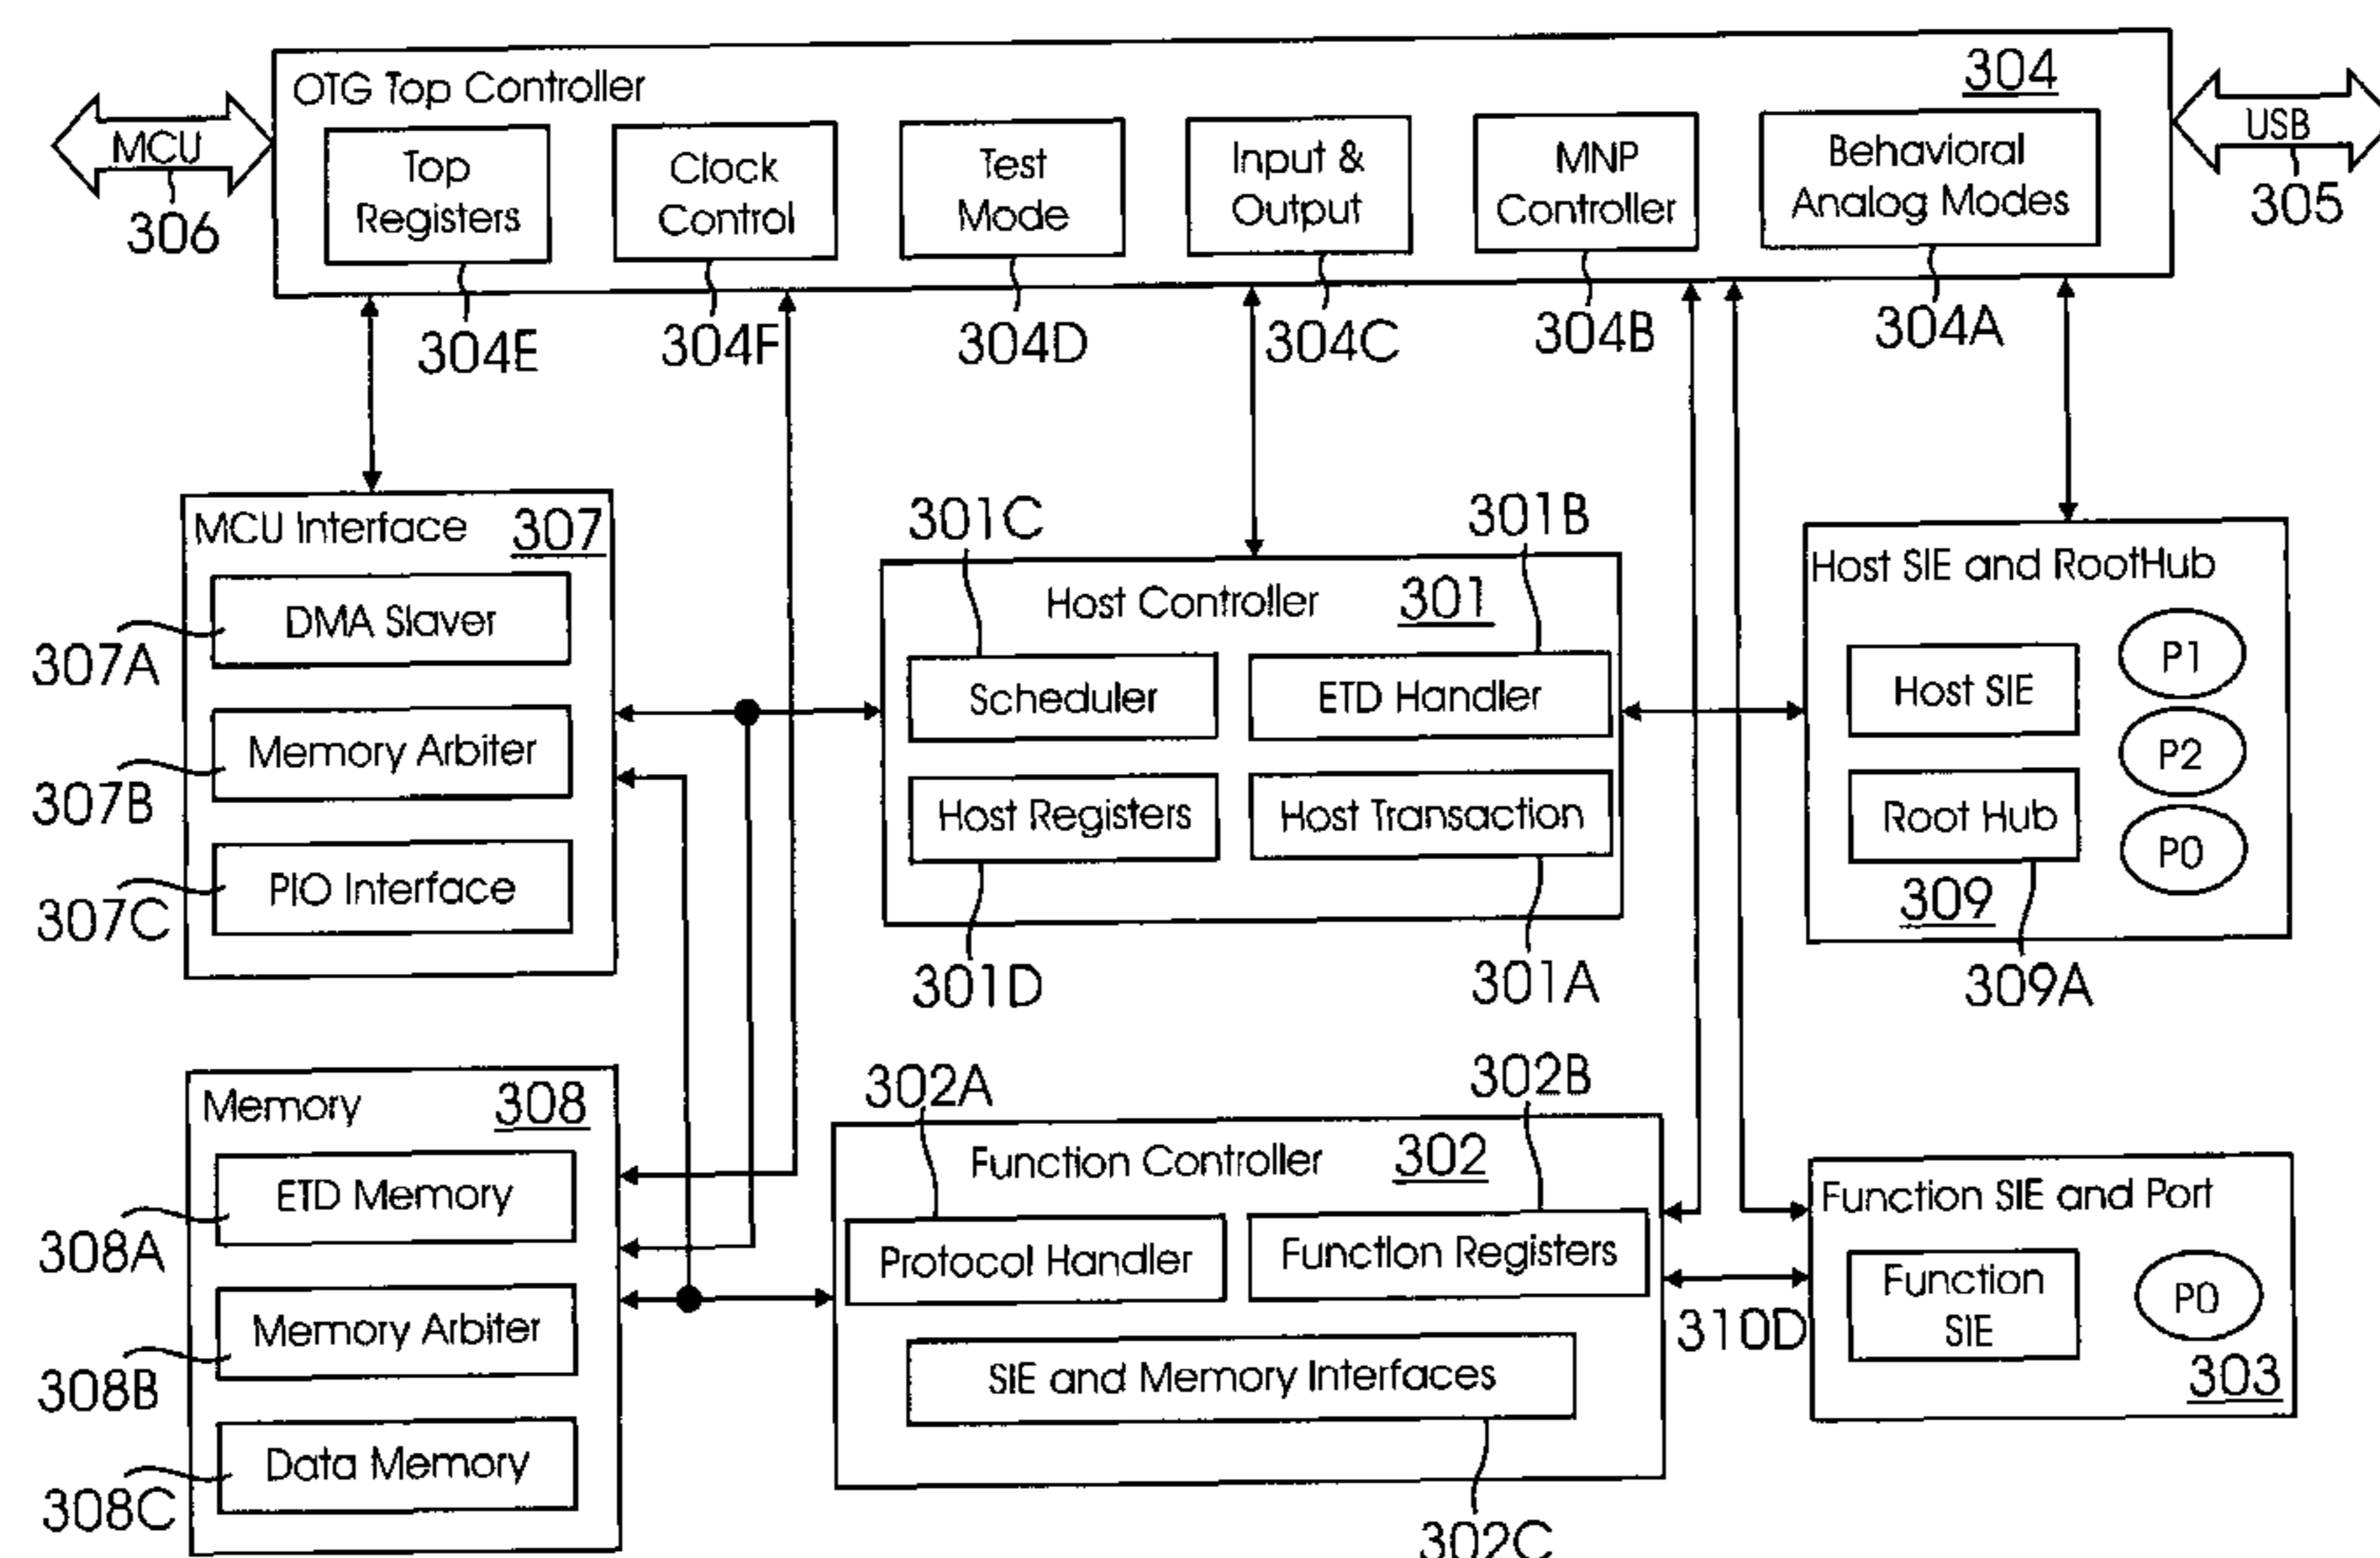 OTG Top Controller
304
MCU
306
USB
305
Top
Registers
Clock
Control
Test
Mode
Input &
Output
MNP
Controller
Behavioral
Analog Modes
304E
304F
304D
304C
304B
304A
MCU Interface
307
DMA Slaver
307A
Memory Arbiter
307B
PIO Interface
307C
301C
301B
Host Controller
301
Scheduler
ETD Handler
Host Registers
Host Transaction
301D
301A
Host SIE and RootHub
Host SIE
Root Hub
P1
P2
P0
309
309A
Memory
308
ETD Memory
308A
Memory Arbiter
308B
Data Memory
308C
302A
302B
Function Controller
302
Protocol Handler
Function Registers
SIE and Memory Interfaces
302C
310D
Function SIE and Port
Function
SIE
P0
303